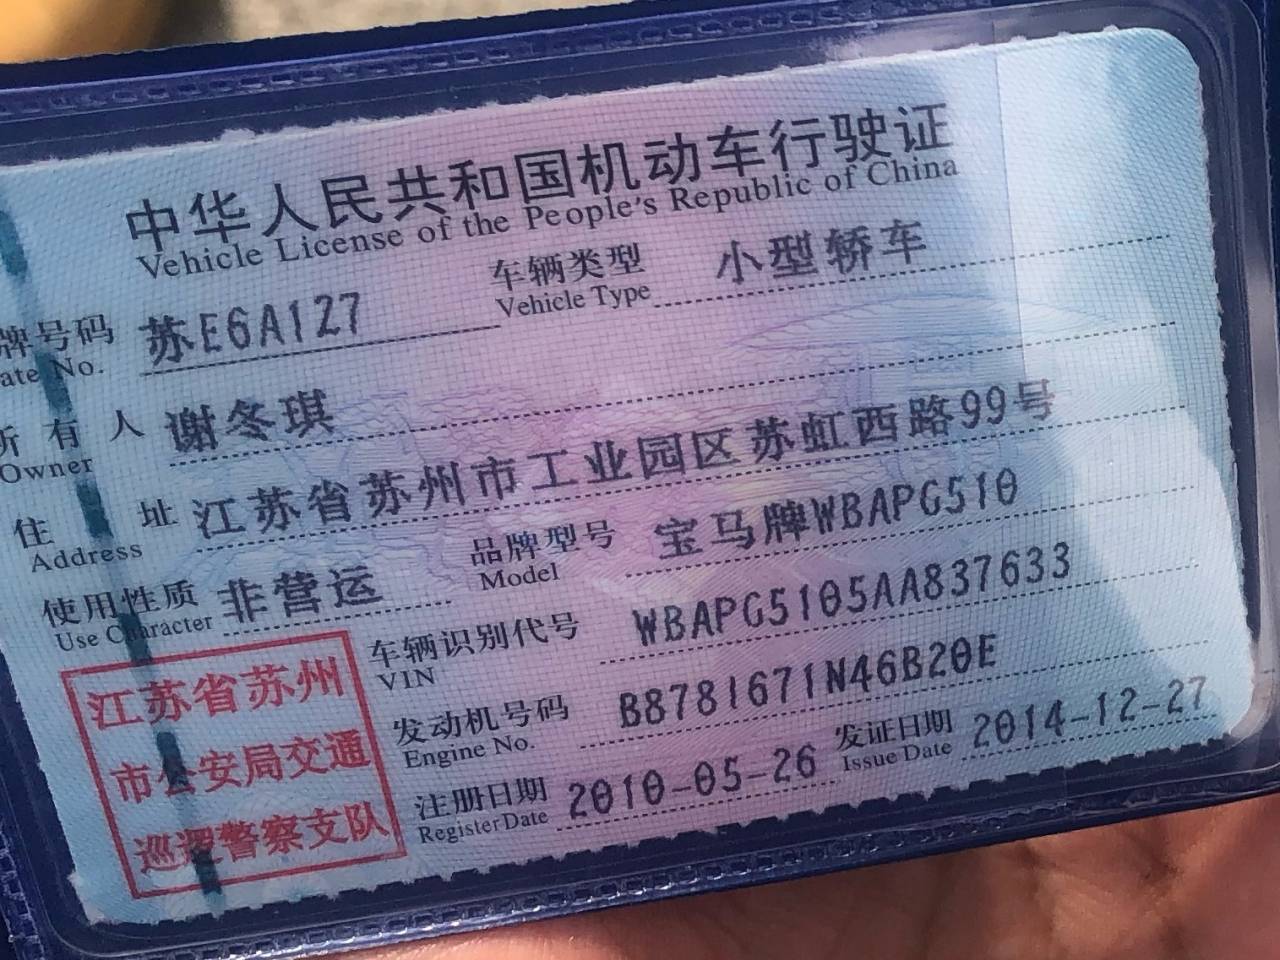 中华人民共和国机动车行驶证
Vehicle License of the People's Republic of China
牌号码 苏E6A127 车辆类型 小型轿车
ate No. Vehicle Type
所有人 谢冬琪
Owner
住 址 江苏省苏州市工业园区苏虹西路99号
Address
使用性质 非营运 品牌型号 宝马牌WBAPG510
Use Character Model
江苏省苏州
市公安局交通
巡逻警察支队
车辆识别代号 WBAPG5105AA837633
VIN
发动机号码 B8781671N46B20E
Engine No.
注册日期 2010-05-26 发证日期 2014-12-27
Register Date Issue Date